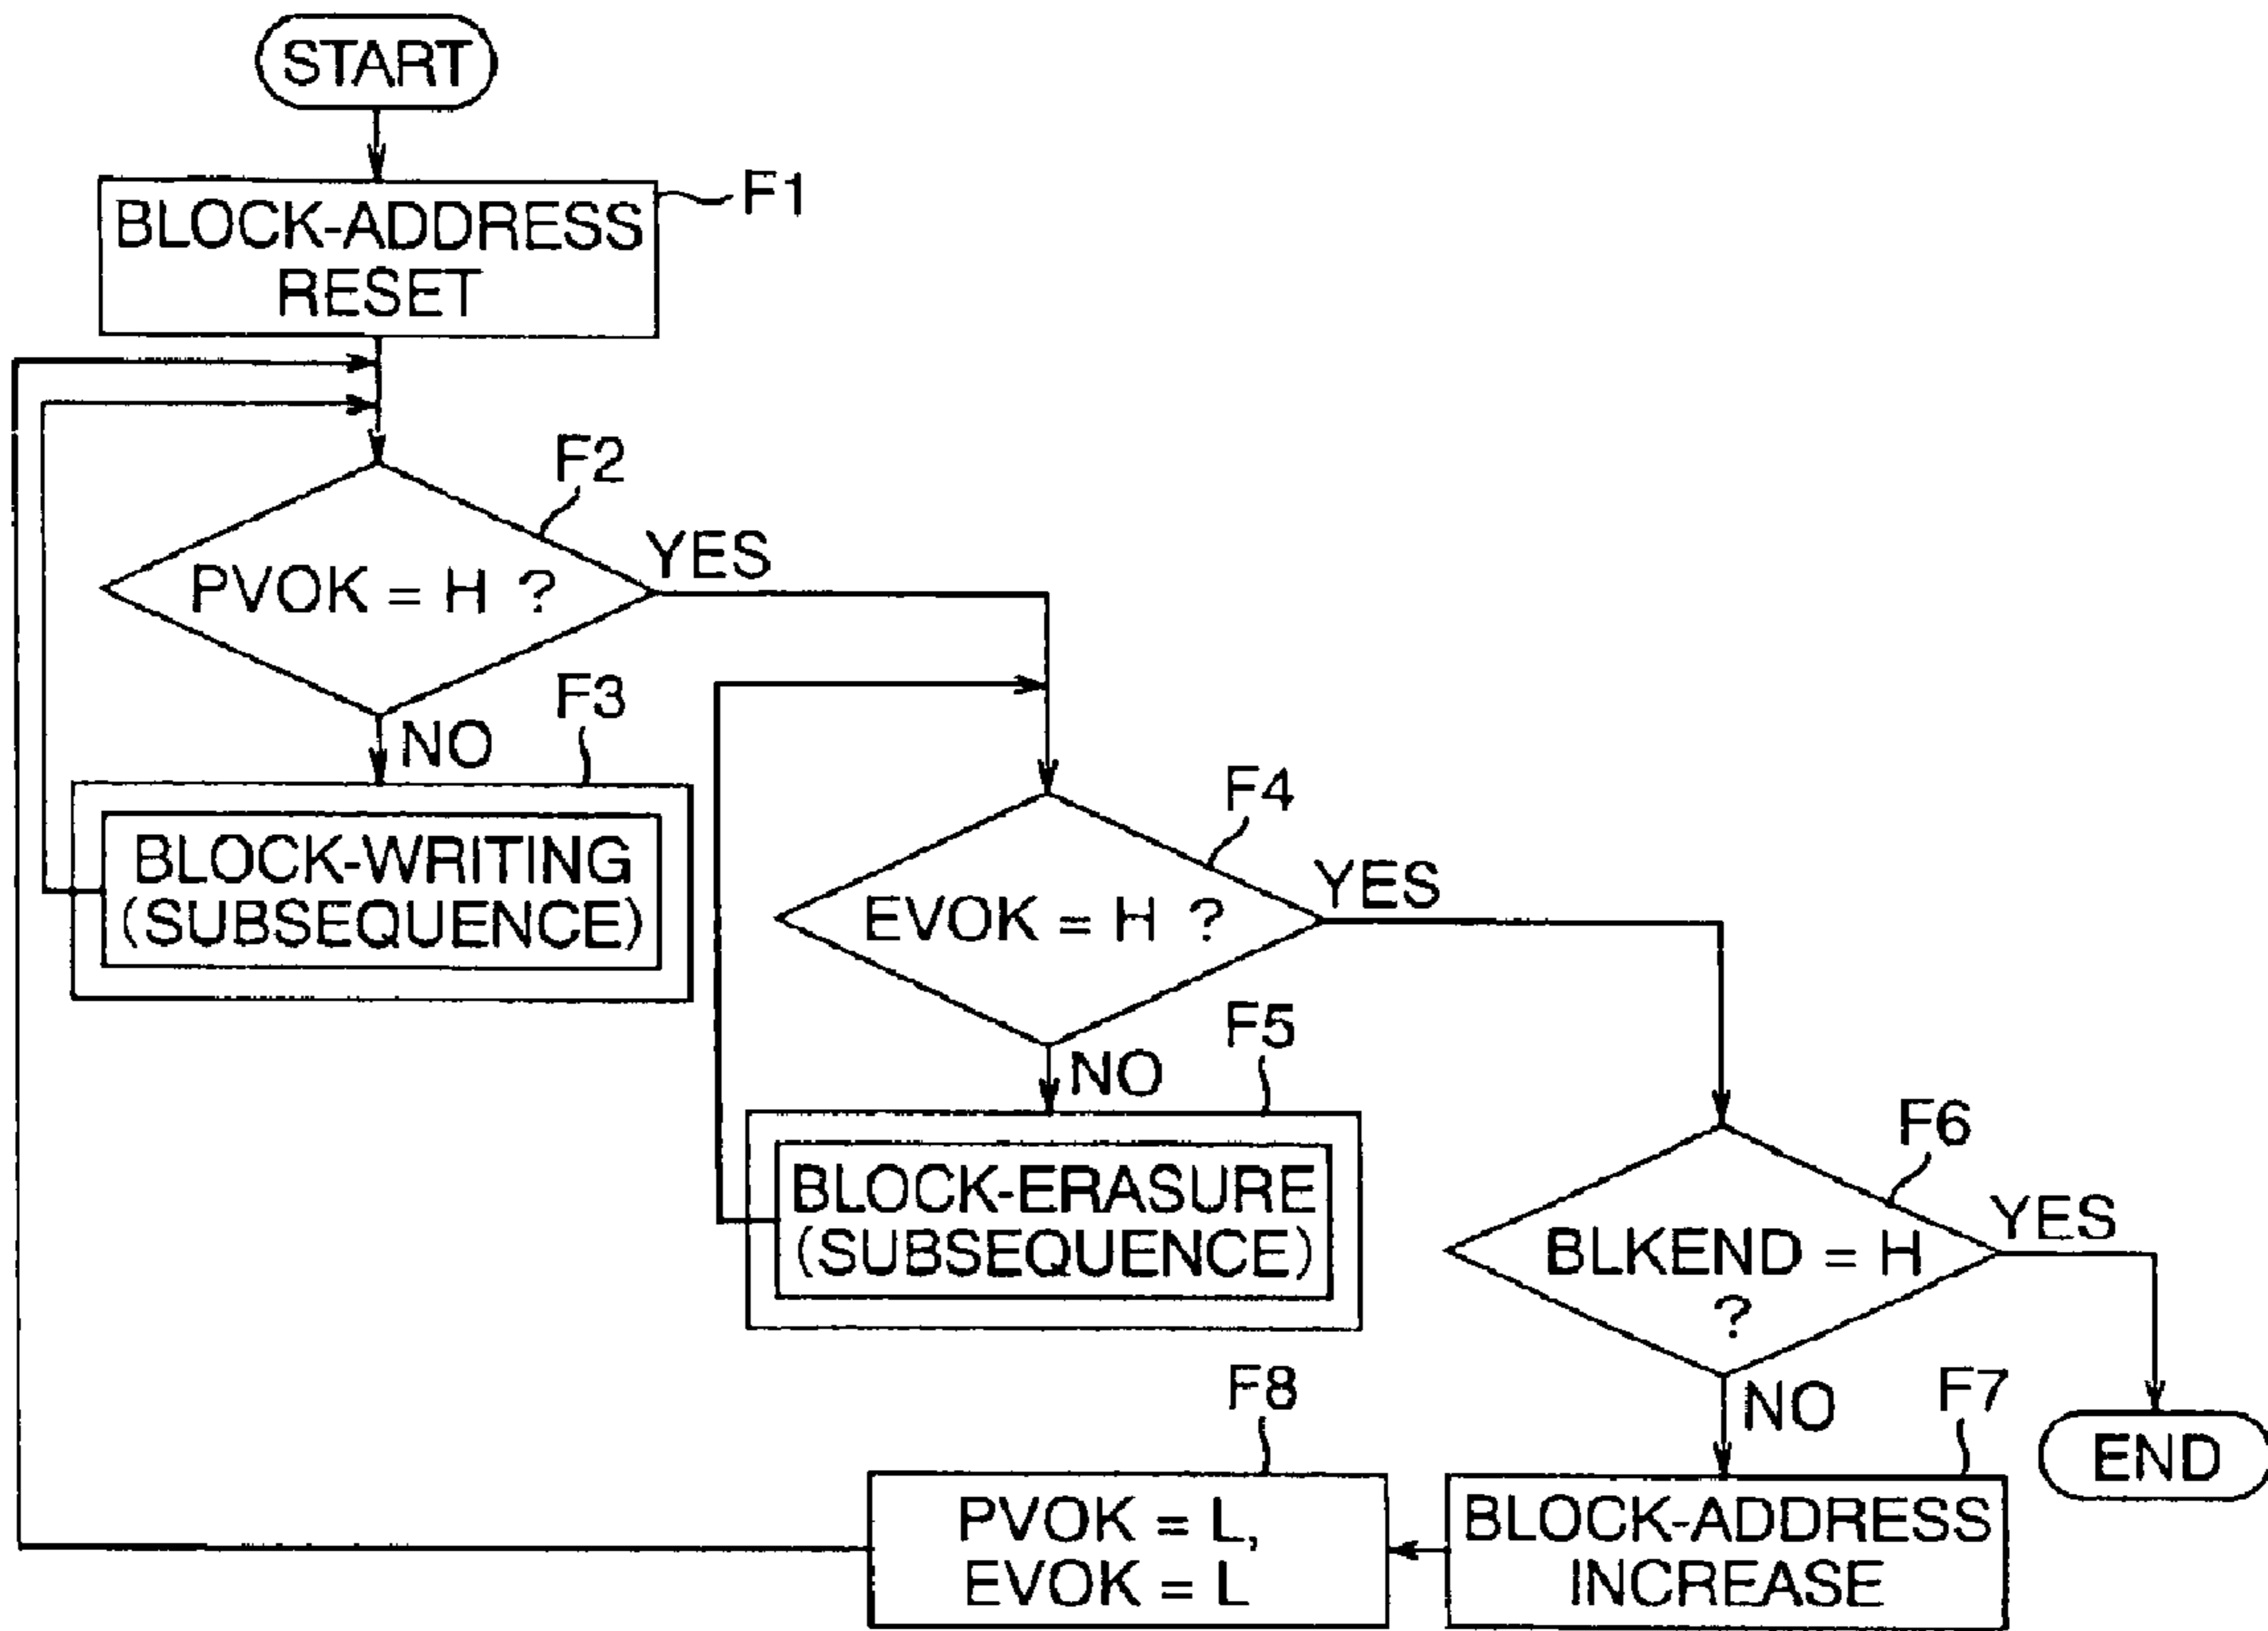 START
F1
BLOCK-ADDRESS
RESET
F2
YES
PVOK = H ?
NO
F3
BLOCK-WRITING
(SUBSEQUENCE)
F4
YES
EVOK = H ?
NO
F5
BLOCK-ERASURE
(SUBSEQUENCE)
F6
YES
BLKEND = H
?
NO
F7
END
F8
BLOCK-ADDRESS
INCREASE
PVOK = L,
EVOK = L